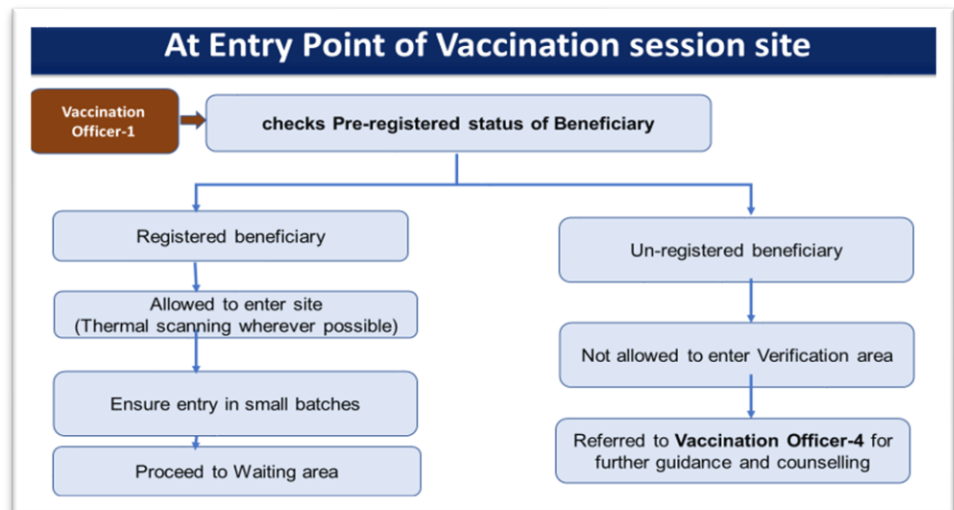 At Entry Point of Vaccination session site
Vaccination
Officer-1
checks Pre-registered status of Beneficiary
Registered beneficiary
Allowed to enter site
(Thermal scanning wherever possible)
Ensure entry in small batches
Proceed to Waiting area
Un-registered beneficiary
Not allowed to enter Verification area
Referred to Vaccination Officer-4 for
further guidance and counselling